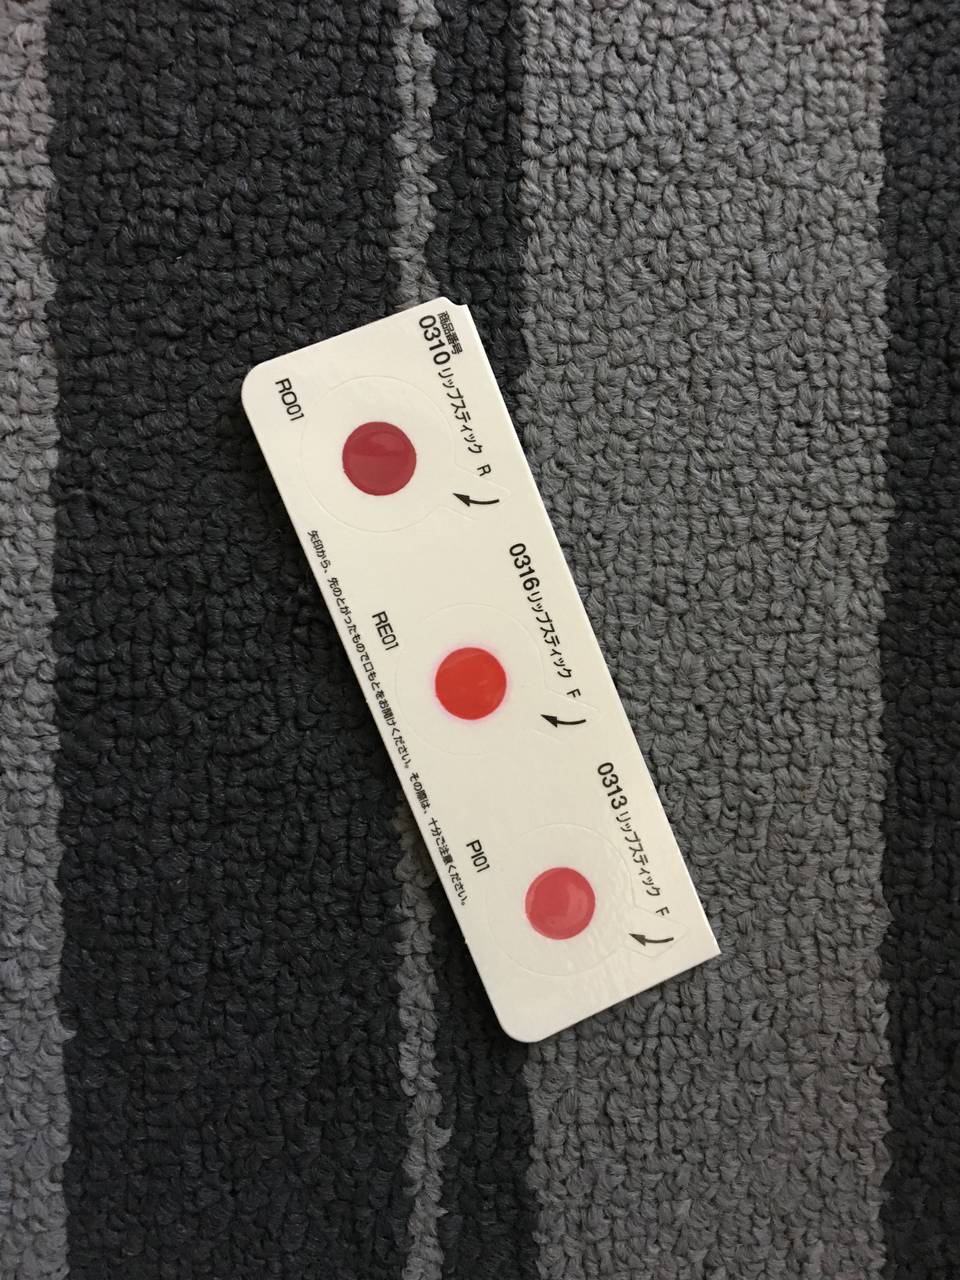 商品番号
0310 リップスティック R
RO01
0316 リップスティック F
RE01
0313 リップスティック F
PI01
矢印から、先のとがったもので口もとをお開けください。その際は、十分ご注意ください。